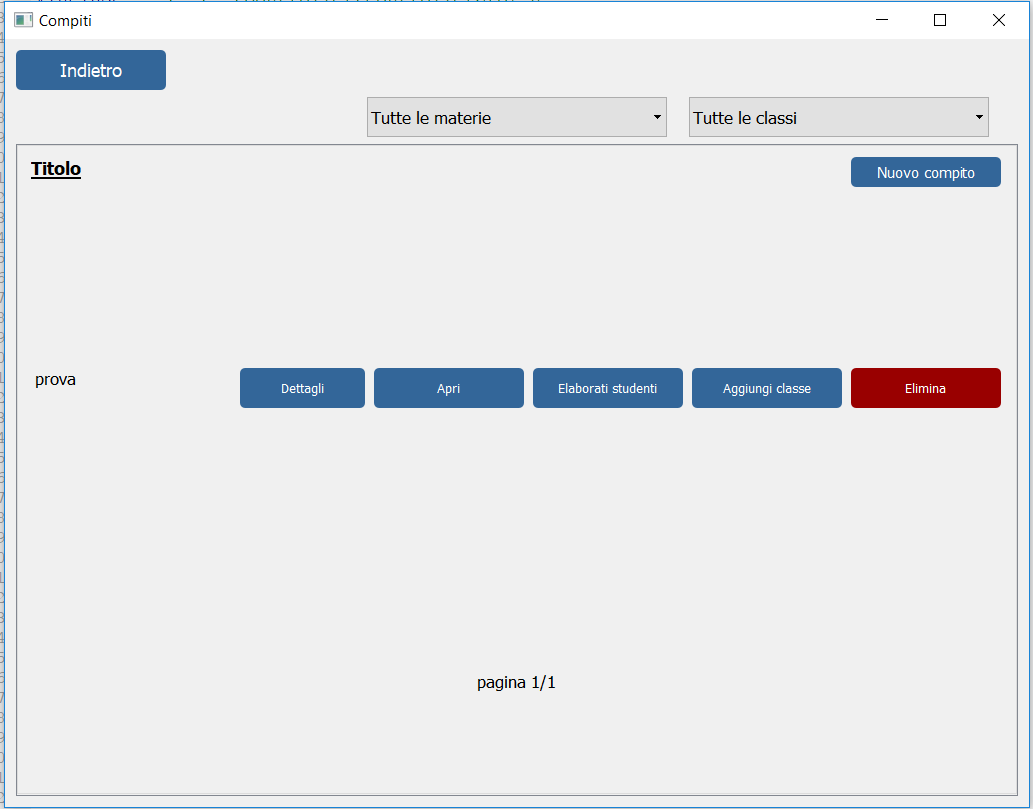 Compiti
Indietro
Tutte le materie Tutte le classi
Titolo Nuovo compito
prova Dettagli Apri Elaborati studenti Aggiungi classe Elimina
pagina 1/1